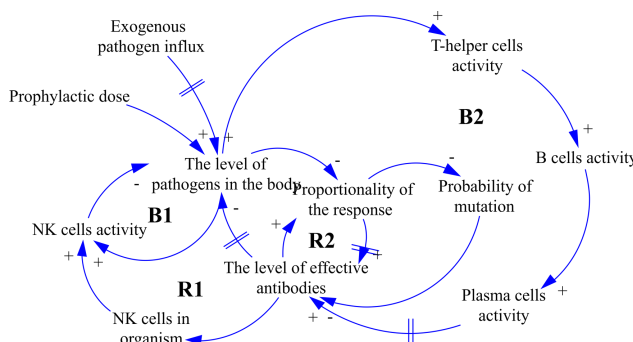 Exogenous
pathogen influx
+
T-helper cells
activity
Prophylactic dose
B2
+ +
+
The level of
pathogens in the body
-
-
B cells activity
Proportionality of
the response
Probability of
mutation
-
B1
-
-
NK cells activity
+
R2
+ +
+
The level of effective
antibodies
R1
Plasma cells
activity
+
+ -
NK cells in
organism